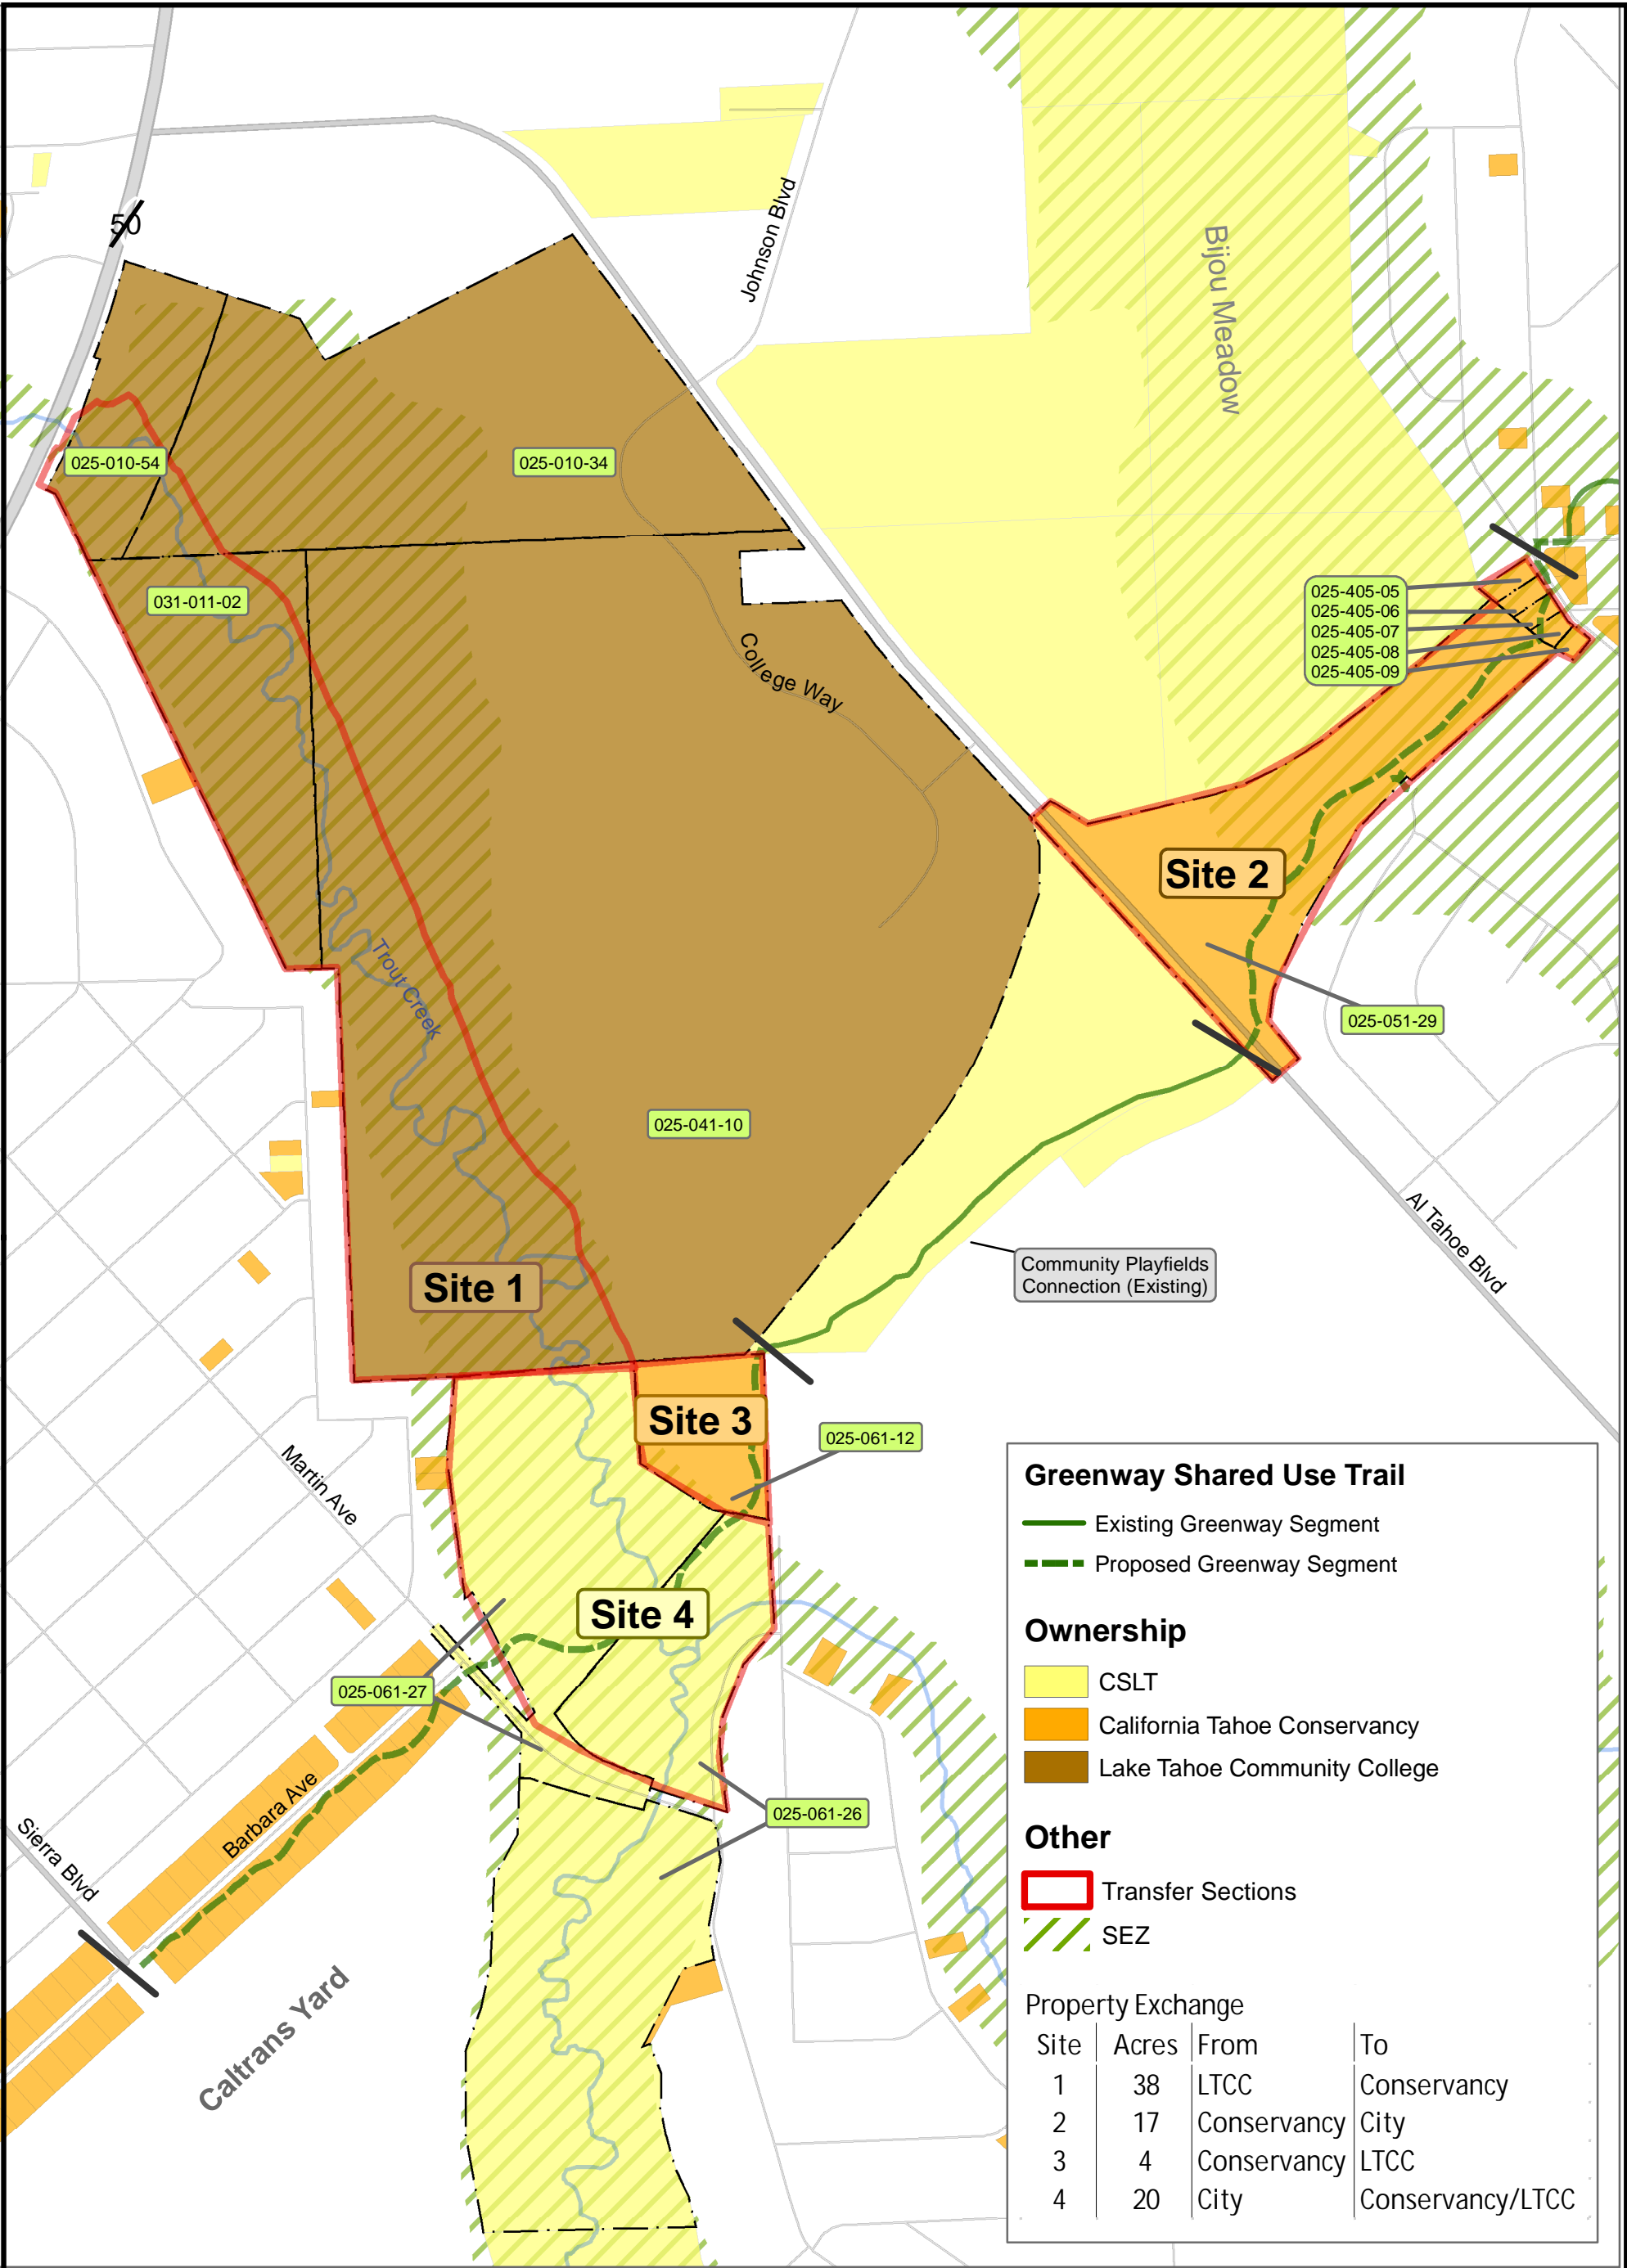 50
Johnson Blvd
Bijou Meadow
025-010-54
025-010-34
031-011-02
025-405-05
025-405-06
025-405-07
025-405-08
025-405-09
College Way
Site 2
Trout Creek
025-051-29
025-041-10
Al Tahoe Blvd
Community Playfields
Connection (Existing)
Site 1
Site 3
025-061-12
Martin Ave
Site 4
025-061-27
025-061-26
Barbara Ave
Sierra Blvd
Caltrans Yard
Greenway Shared Use Trail
Existing Greenway Segment
Proposed Greenway Segment
Ownership
CSLT
California Tahoe Conservancy
Lake Tahoe Community College
Other
Transfer Sections
SEZ
Property Exchange
Site Acres From To
1 38 LTCC Conservancy
2 17 Conservancy City
3 4 Conservancy LTCC
4 20 City Conservancy/LTCC